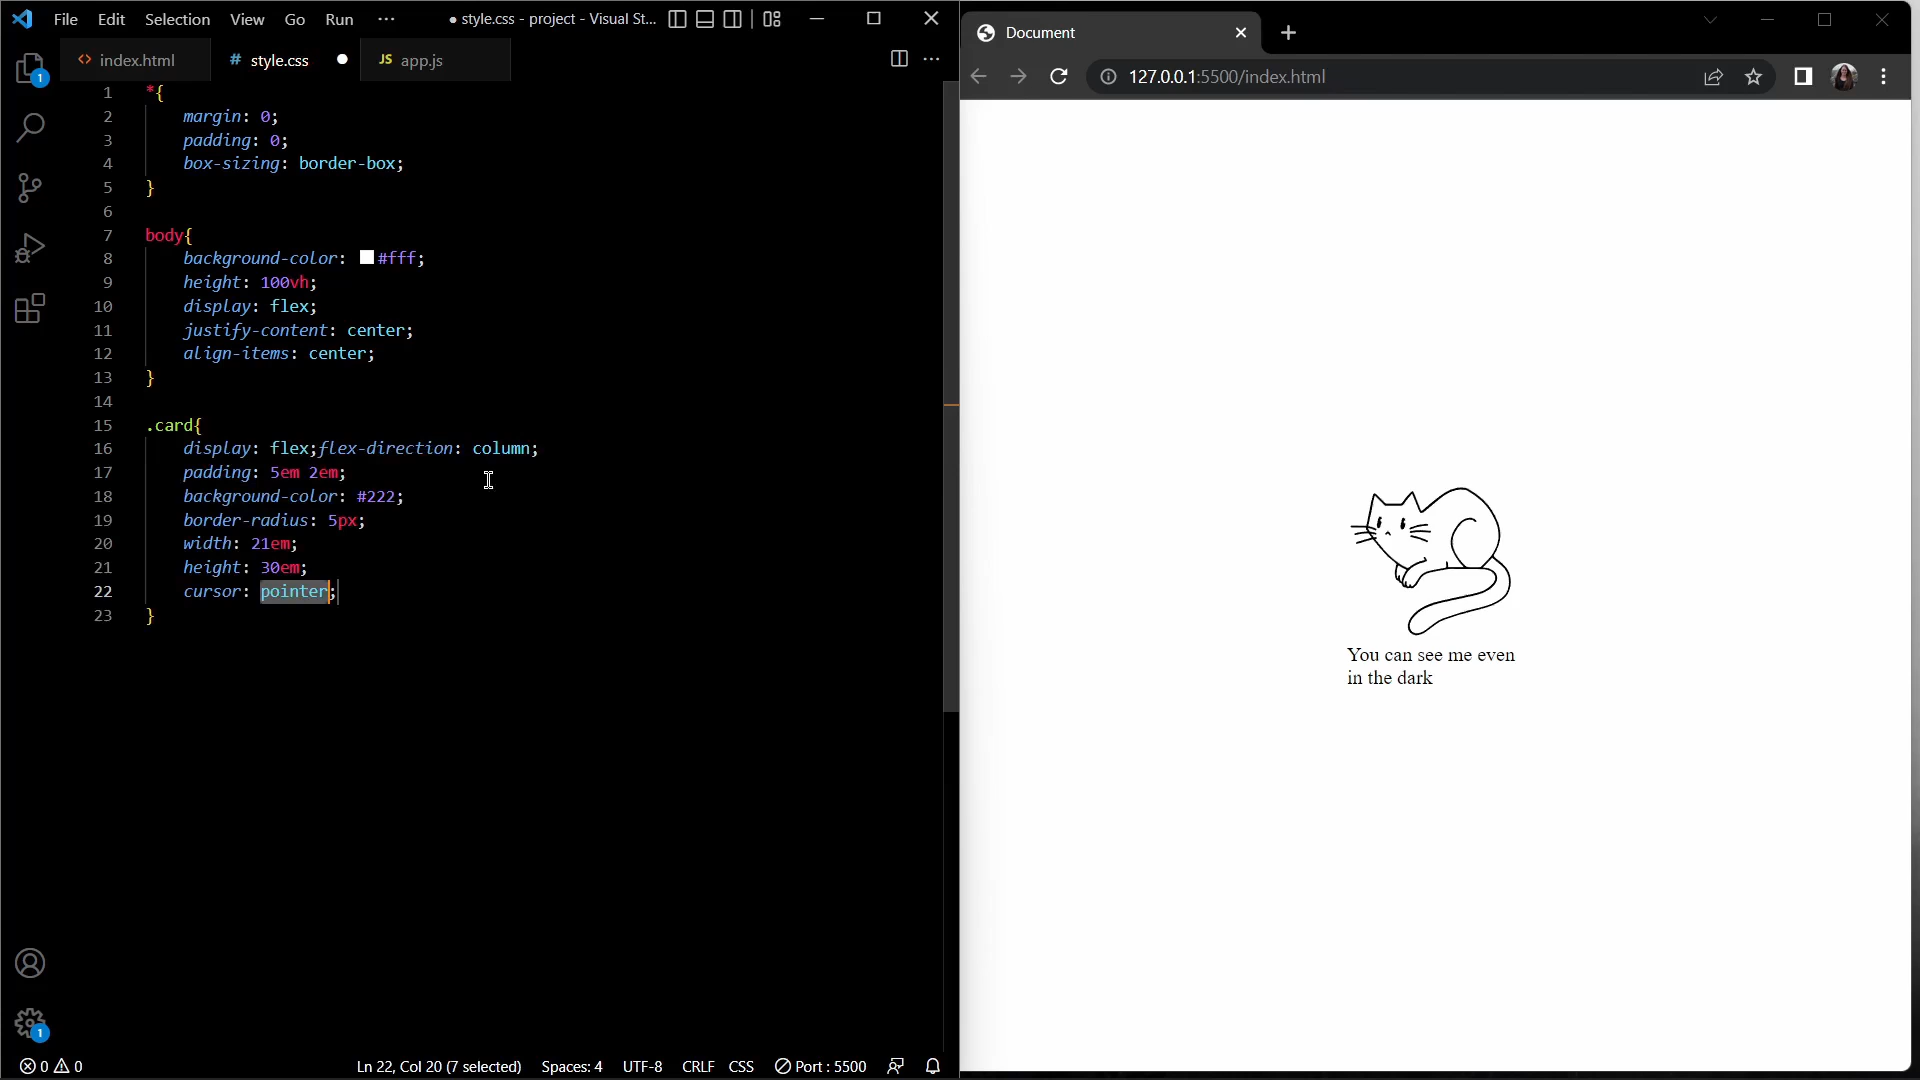 File Edit Selection View Go Run ··· ● style.css - project - Visual St...
index.html # style.css JS app.js
1 *{
2 margin: 0;
3 padding: 0;
4 box-sizing: border-box;
5 }
6
7 body{
8 background-color: #fff;
9 height: 100vh;
10 display: flex;
11 justify-content: center;
12 align-items: center;
13 }
14
15 .card{
16 display: flex;flex-direction: column;
17 padding: 5em 2em;
18 background-color: #222;
19 border-radius: 5px;
20 width: 21em;
21 height: 30em;
22 cursor: pointer;
23 }
1
1
0 0 Ln 22, Col 20 (7 selected) Spaces: 4 UTF-8 CRLF CSS Port : 5500
Document
127.0.0.1:5500/index.html
You can see me even
in the dark